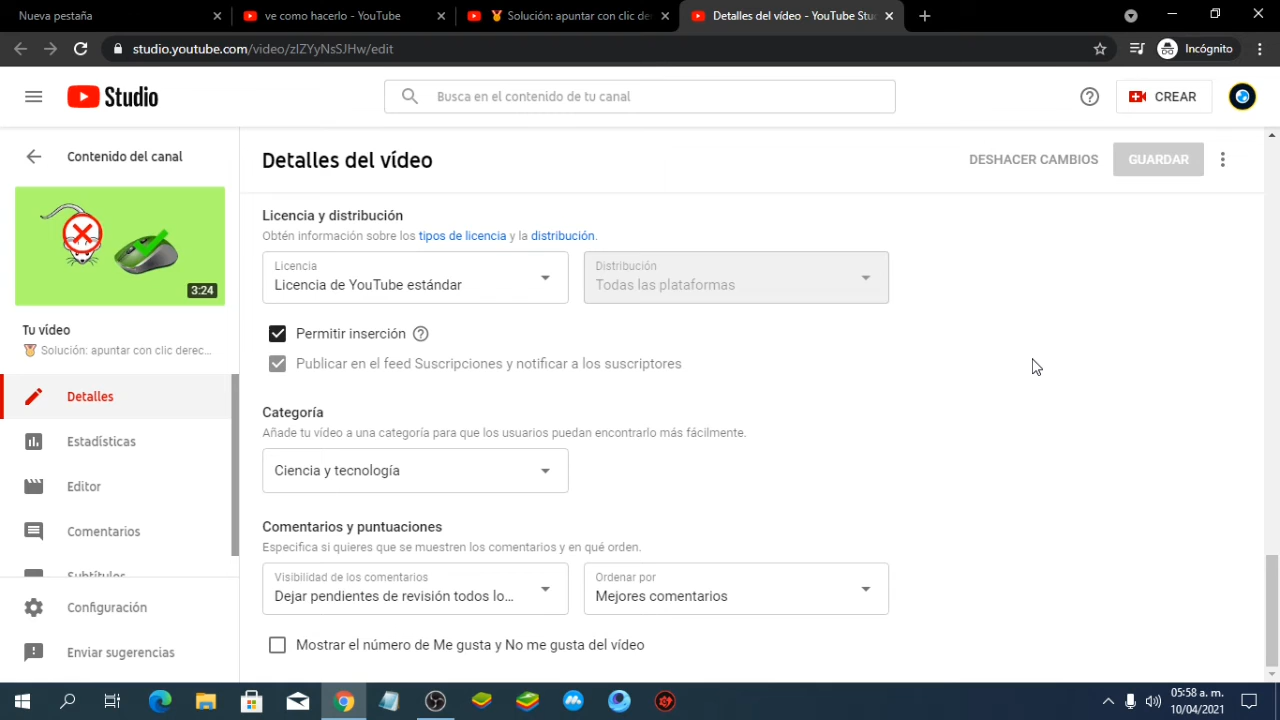 Nueva pestaña
ve como hacerlo - YouTube
Solución: apuntar con clic de
Detalles del vídeo - YouTube Stu
studio.youtube.com/video/zIZYyNsSJHw/edit
Incógnito
Studio
Busca en el contenido de tu canal
CREAR
Contenido del canal
Detalles del vídeo
DESHACER CAMBIOS
GUARDAR
3:24
Tu vídeo
Solución: apuntar con clic derec...
Detalles
Estadísticas
Editor
Comentarios
Subtítulos
Configuración
Enviar sugerencias
Licencia y distribución
Obtén información sobre los tipos de licencia y la distribución.
Licencia
Licencia de YouTube estándar
Distribución
Todas las plataformas
Permitir inserción
Publicar en el feed Suscripciones y notificar a los suscriptores
Categoría
Añade tu vídeo a una categoría para que los usuarios puedan encontrarlo más fácilmente.
Ciencia y tecnología
Comentarios y puntuaciones
Especifica si quieres que se muestren los comentarios y en qué orden.
Visibilidad de los comentarios
Dejar pendientes de revisión todos lo...
Ordenar por
Mejores comentarios
Mostrar el número de Me gusta y No me gusta del vídeo
05:58 a. m.
10/04/2021